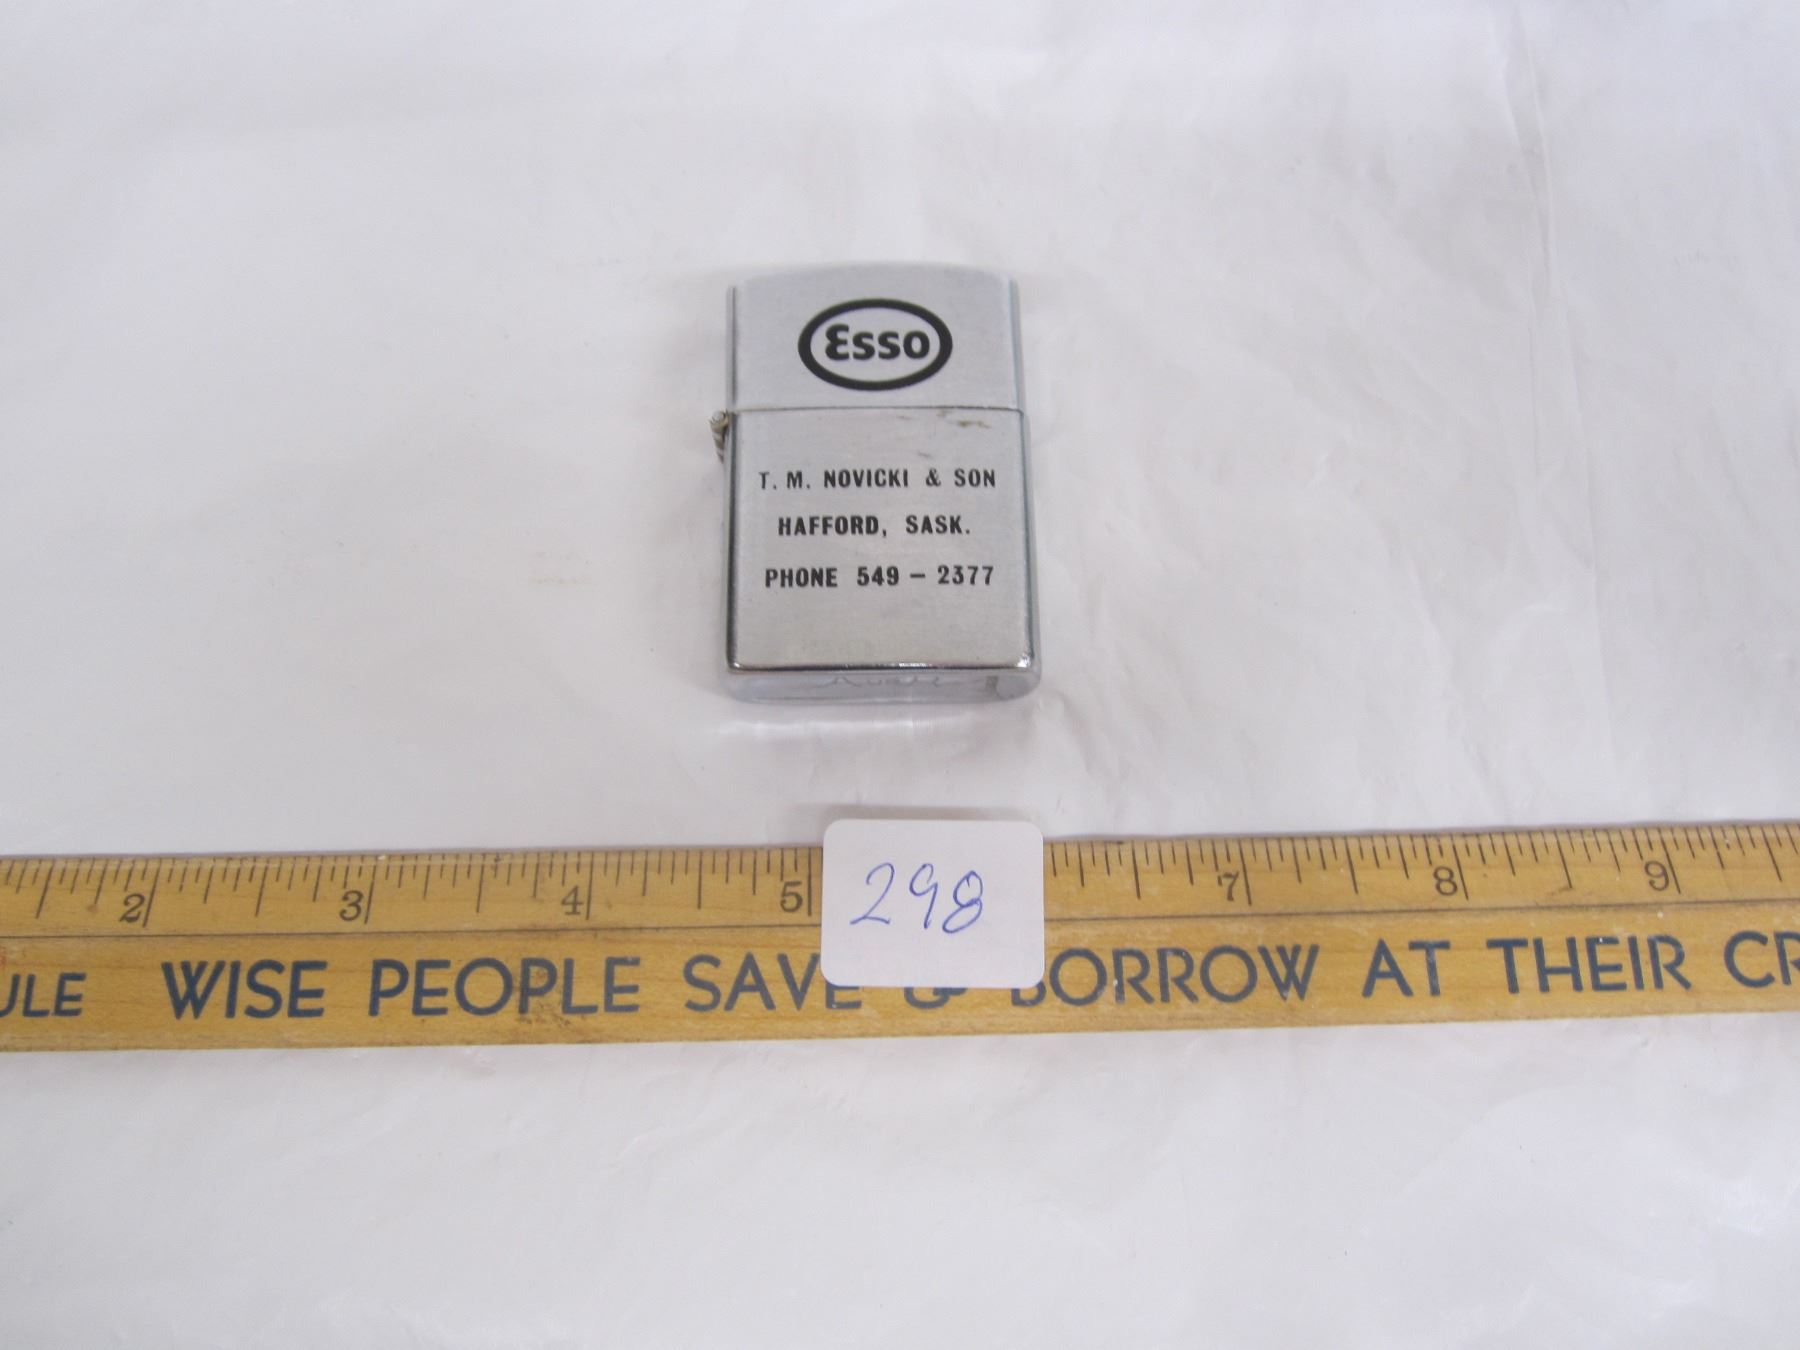 Esso
T. M. NOVICKI & SON
HAFFORD, SASK.
PHONE 549 - 2377
298
2 3 4 5 7 8 9
ULE WISE PEOPLE SAVE & BORROW AT THEIR CR